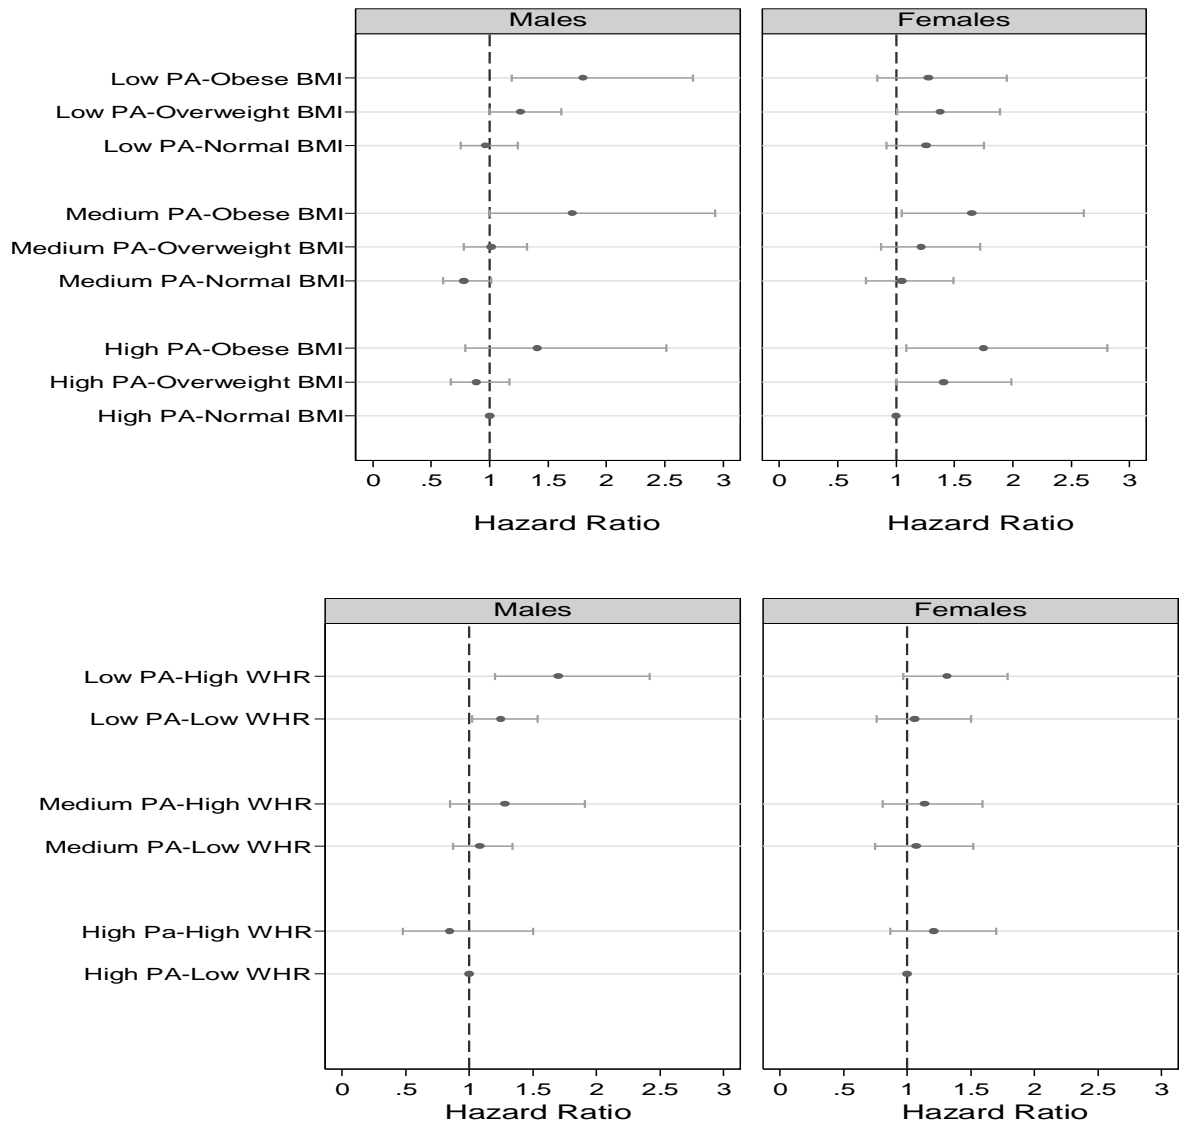 Males Females
Low PA-Obese BMI
Low PA-Overweight BMI
Low PA-Normal BMI
Medium PA-Obese BMI
Medium PA-Overweight BMI
Medium PA-Normal BMI
High PA-Obese BMI
High PA-Overweight BMI
High PA-Normal BMI
0 .5 1 1.5 2 2.5 3 0 .5 1 1.5 2 2.5 3
Hazard Ratio Hazard Ratio
Males Females
Low PA-High WHR
Low PA-Low WHR
Medium PA-High WHR
Medium PA-Low WHR
High Pa-High WHR
High PA-Low WHR
0 .5 1 1.5 2 2.5 3 0 .5 1 1.5 2 2.5 3
Hazard Ratio Hazard Ratio